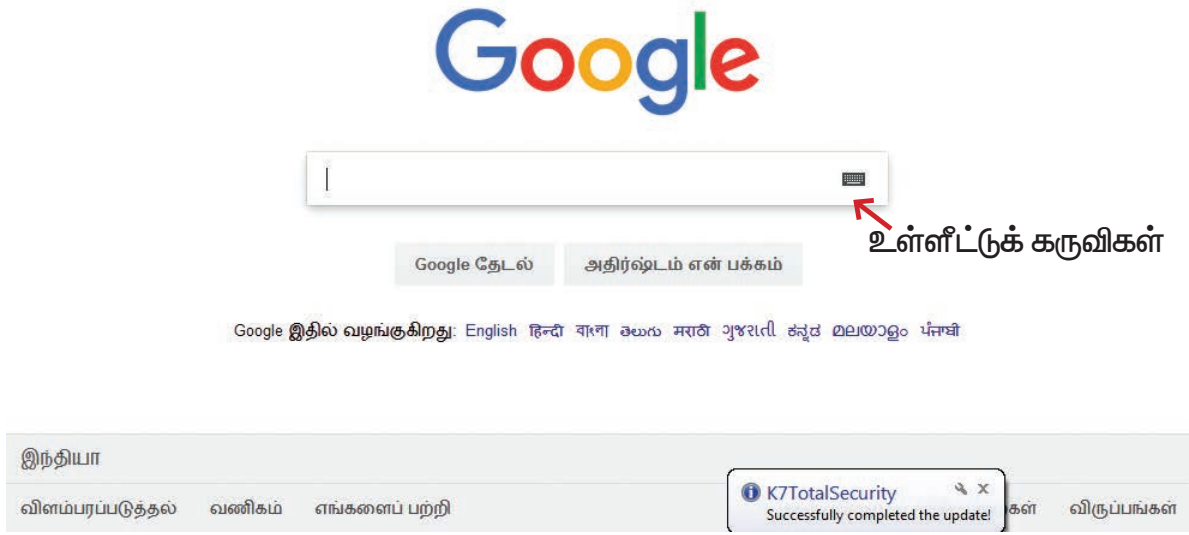 Google
உள்ளீட்டுக் கருவிகள்
Google தேடல் அதிர்ஷ்டம் என் பக்கம்
Google இதில் வழங்குகிறது: English हिन्दी বাংলা తెలుగు मराठी ગુજરાતી ಕನ್ನಡ മലയാളം ਪੰਜਾਬੀ
இந்தியா
விளம்பரப்படுத்தல் வணிகம் எங்களைப் பற்றி விருப்பங்கள்
K7TotalSecurity
Successfully completed the update!